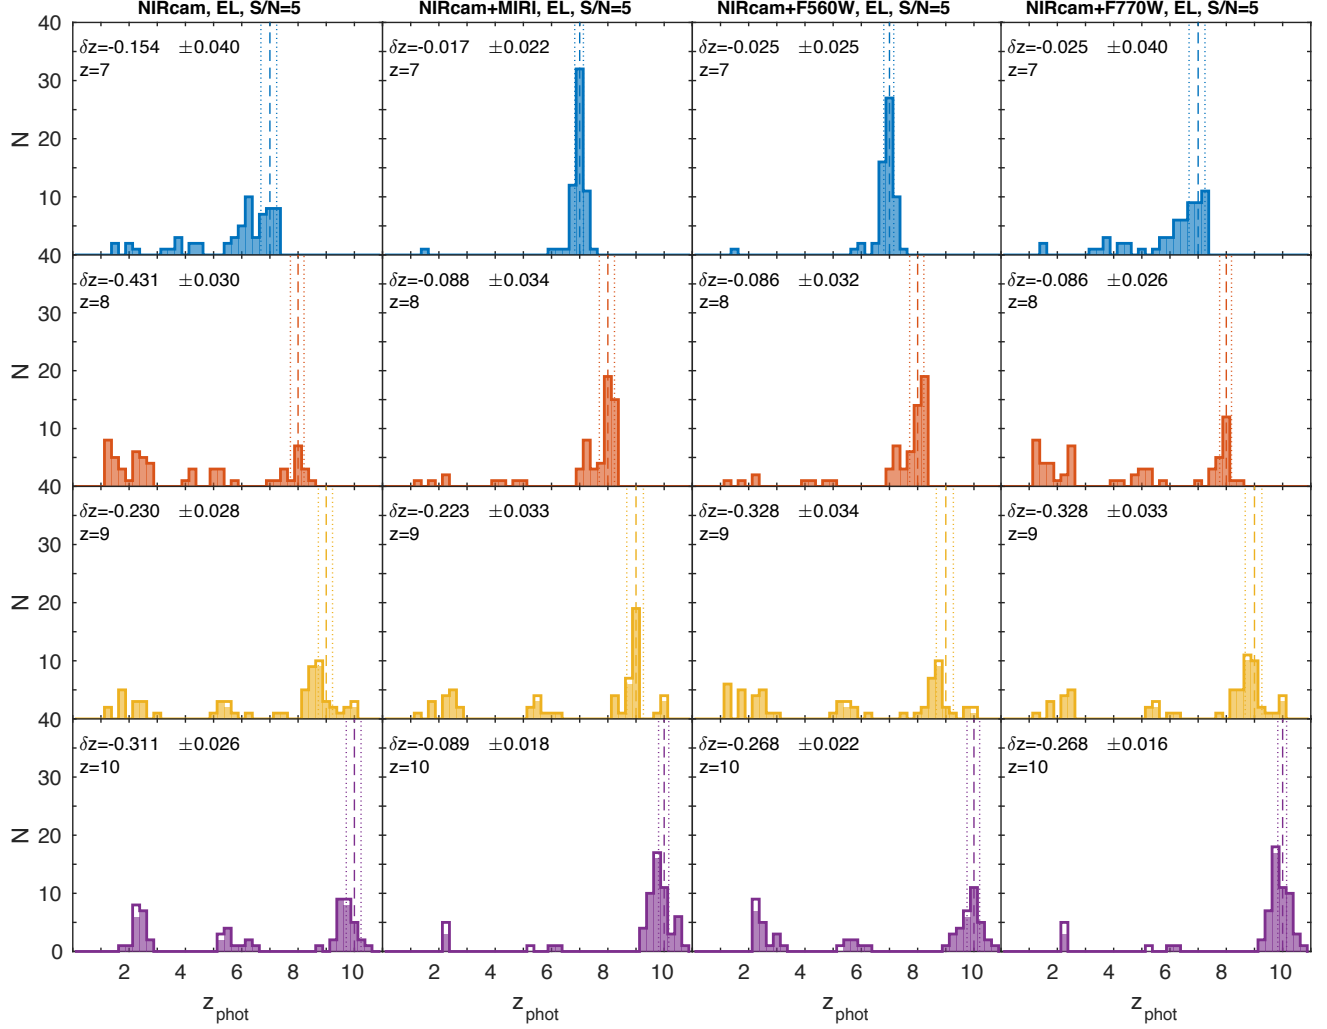 NIRcam, EL, S/N=5
NIRcam+MIRI, EL, S/N=5
NIRcam+F560W, EL, S/N=5
NIRcam+F770W, EL, S/N=5
40
30
20
10
40
N
δz=-0.154 ±0.040
z=7
δz=-0.017 ±0.022
z=7
δz=-0.025 ±0.025
z=7
δz=-0.025 ±0.040
z=7
30
20
10
40
N
δz=-0.431 ±0.030
z=8
δz=-0.088 ±0.034
z=8
δz=-0.086 ±0.032
z=8
δz=-0.086 ±0.026
z=8
30
20
10
40
N
δz=-0.230 ±0.028
z=9
δz=-0.223 ±0.033
z=9
δz=-0.328 ±0.034
z=9
δz=-0.328 ±0.033
z=9
30
20
10
0
N
δz=-0.311 ±0.026
z=10
δz=-0.089 ±0.018
z=10
δz=-0.268 ±0.022
z=10
δz=-0.268 ±0.016
z=10
2 4 6 8 10
2 4 6 8 10
2 4 6 8 10
2 4 6 8 10
z_phot
z_phot
z_phot
z_phot